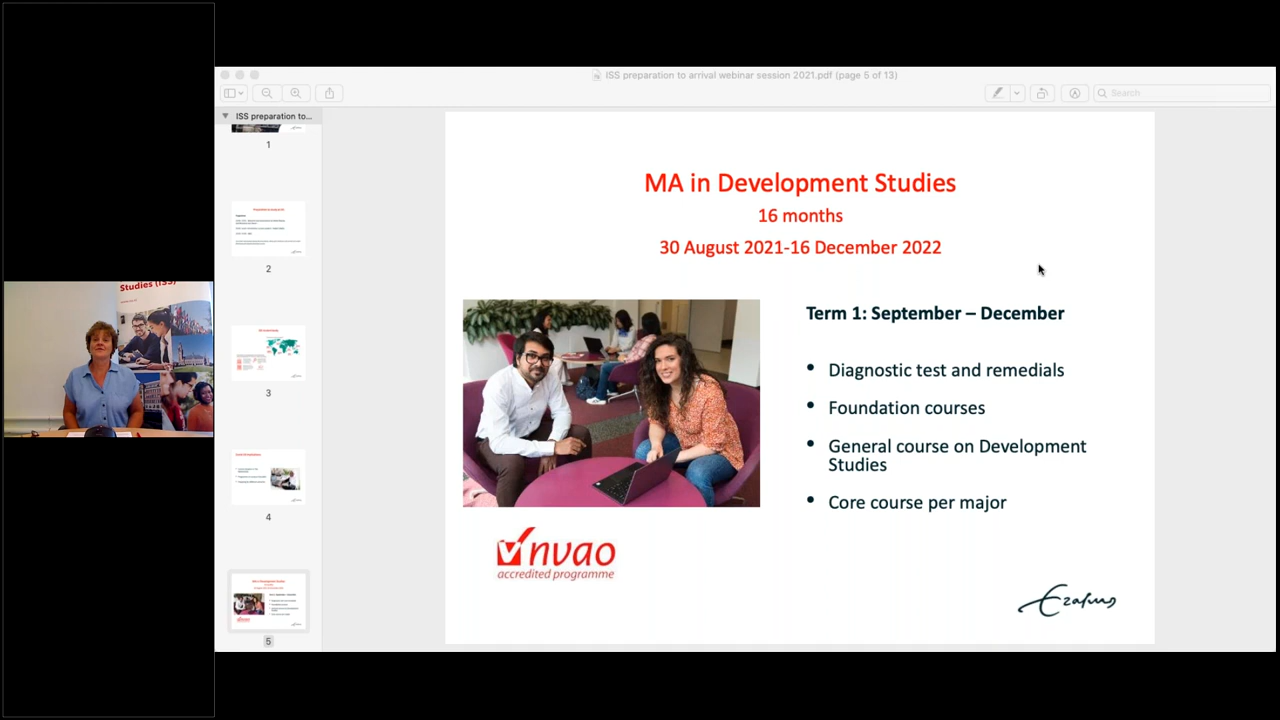 ISS preparation to arrival webinar session 2021.pdf (page 5 of 13)
Search
ISS preparation to...
1
2
3
4
5
Studies (ISS)
MA in Development Studies
16 months
30 August 2021-16 December 2022
Term 1: September – December
• Diagnostic test and remedials
• Foundation courses
• General course on Development
Studies
• Core course per major
nvao
accredited programme
Erasmus